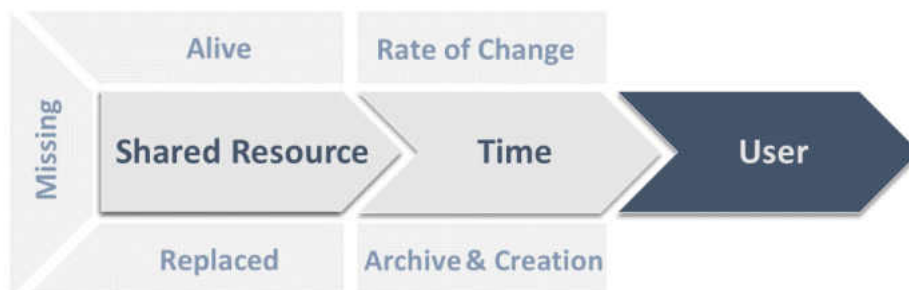 Missing
Alive
Rate of Change
Shared Resource
Time
User
Replaced
Archive & Creation